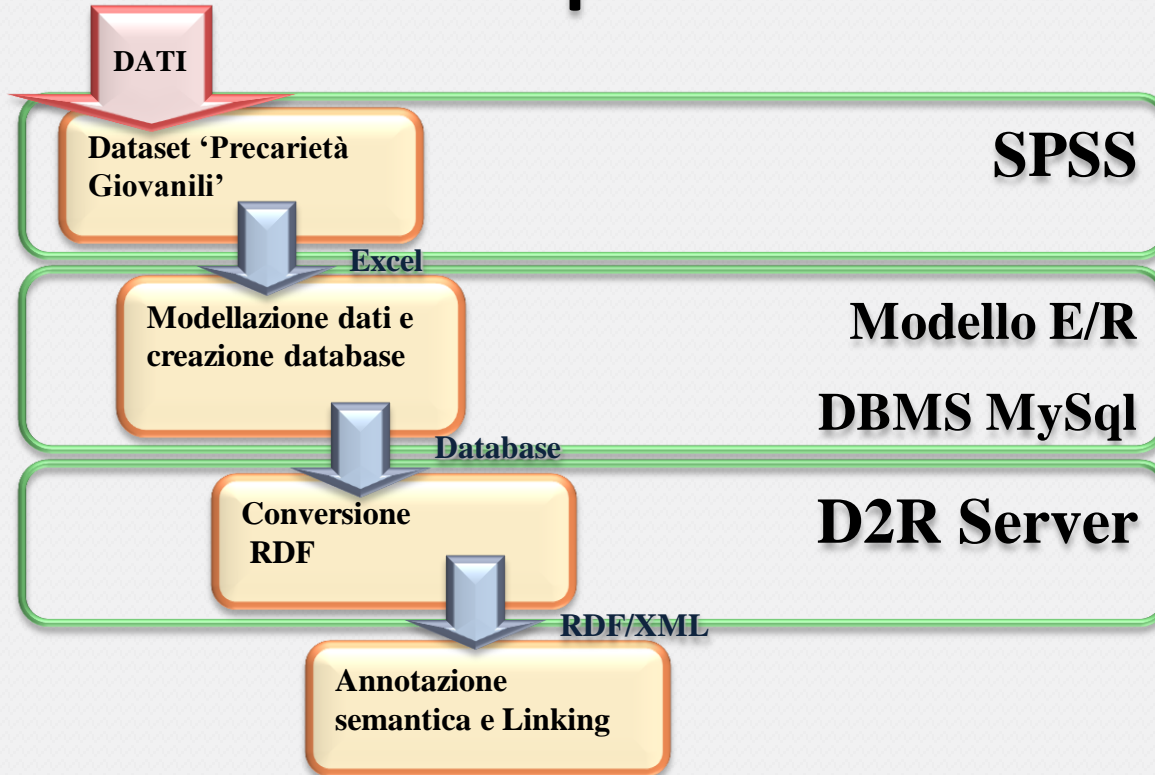 DATI
Dataset ‘Precarietà
Giovanili’
SPSS
Excel
Modellazione dati e
creazione database
Modello E/R
DBMS MySql
Database
Conversione
RDF
D2R Server
RDF/XML
Annotazione
semantica e Linking